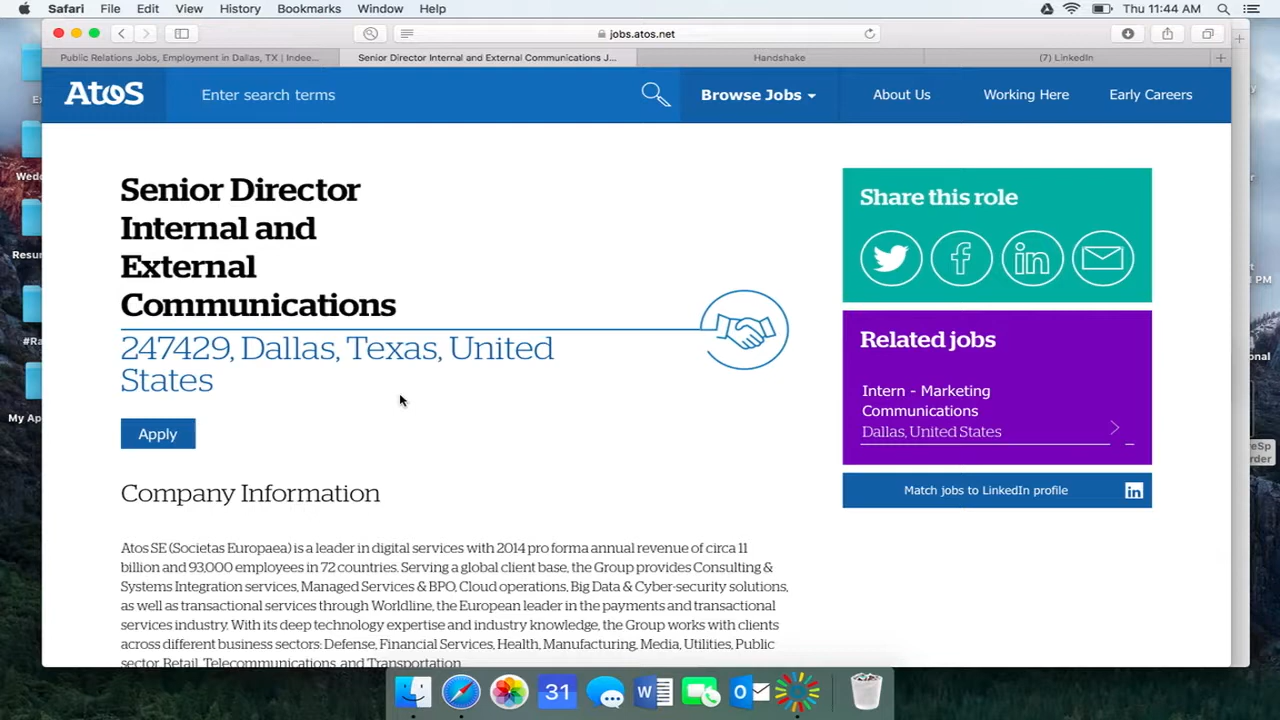 Safari File Edit View History Bookmarks Window Help Thu 11:44 AM
jobs.atos.net
Public Relations Jobs, Employment in Dallas, TX | Indee... Senior Director Internal and External Communications J... Handshake (7) LinkedIn
Atos Enter search terms Browse Jobs About Us Working Here Early Careers
Senior Director
Internal and
External
Communications
247429, Dallas, Texas, United
States
Apply
Company Information
Atos SE (Societas Europaea) is a leader in digital services with 2014 pro forma annual revenue of circa 11
billion and 93,000 employees in 72 countries. Serving a global client base, the Group provides Consulting &
Systems Integration services, Managed Services & BPO, Cloud operations, Big Data & Cyber-security solutions,
as well as transactional services through Worldline, the European leader in the payments and transactional
services industry. With its deep technology expertise and industry knowledge, the Group works with clients
across different business sectors: Defense, Financial Services, Health, Manufacturing, Media, Utilities, Public
sector, Retail, Telecommunications, and Transportation.
Share this role
Related jobs
Intern - Marketing
Communications
Dallas, United States
Match jobs to LinkedIn profile in
31